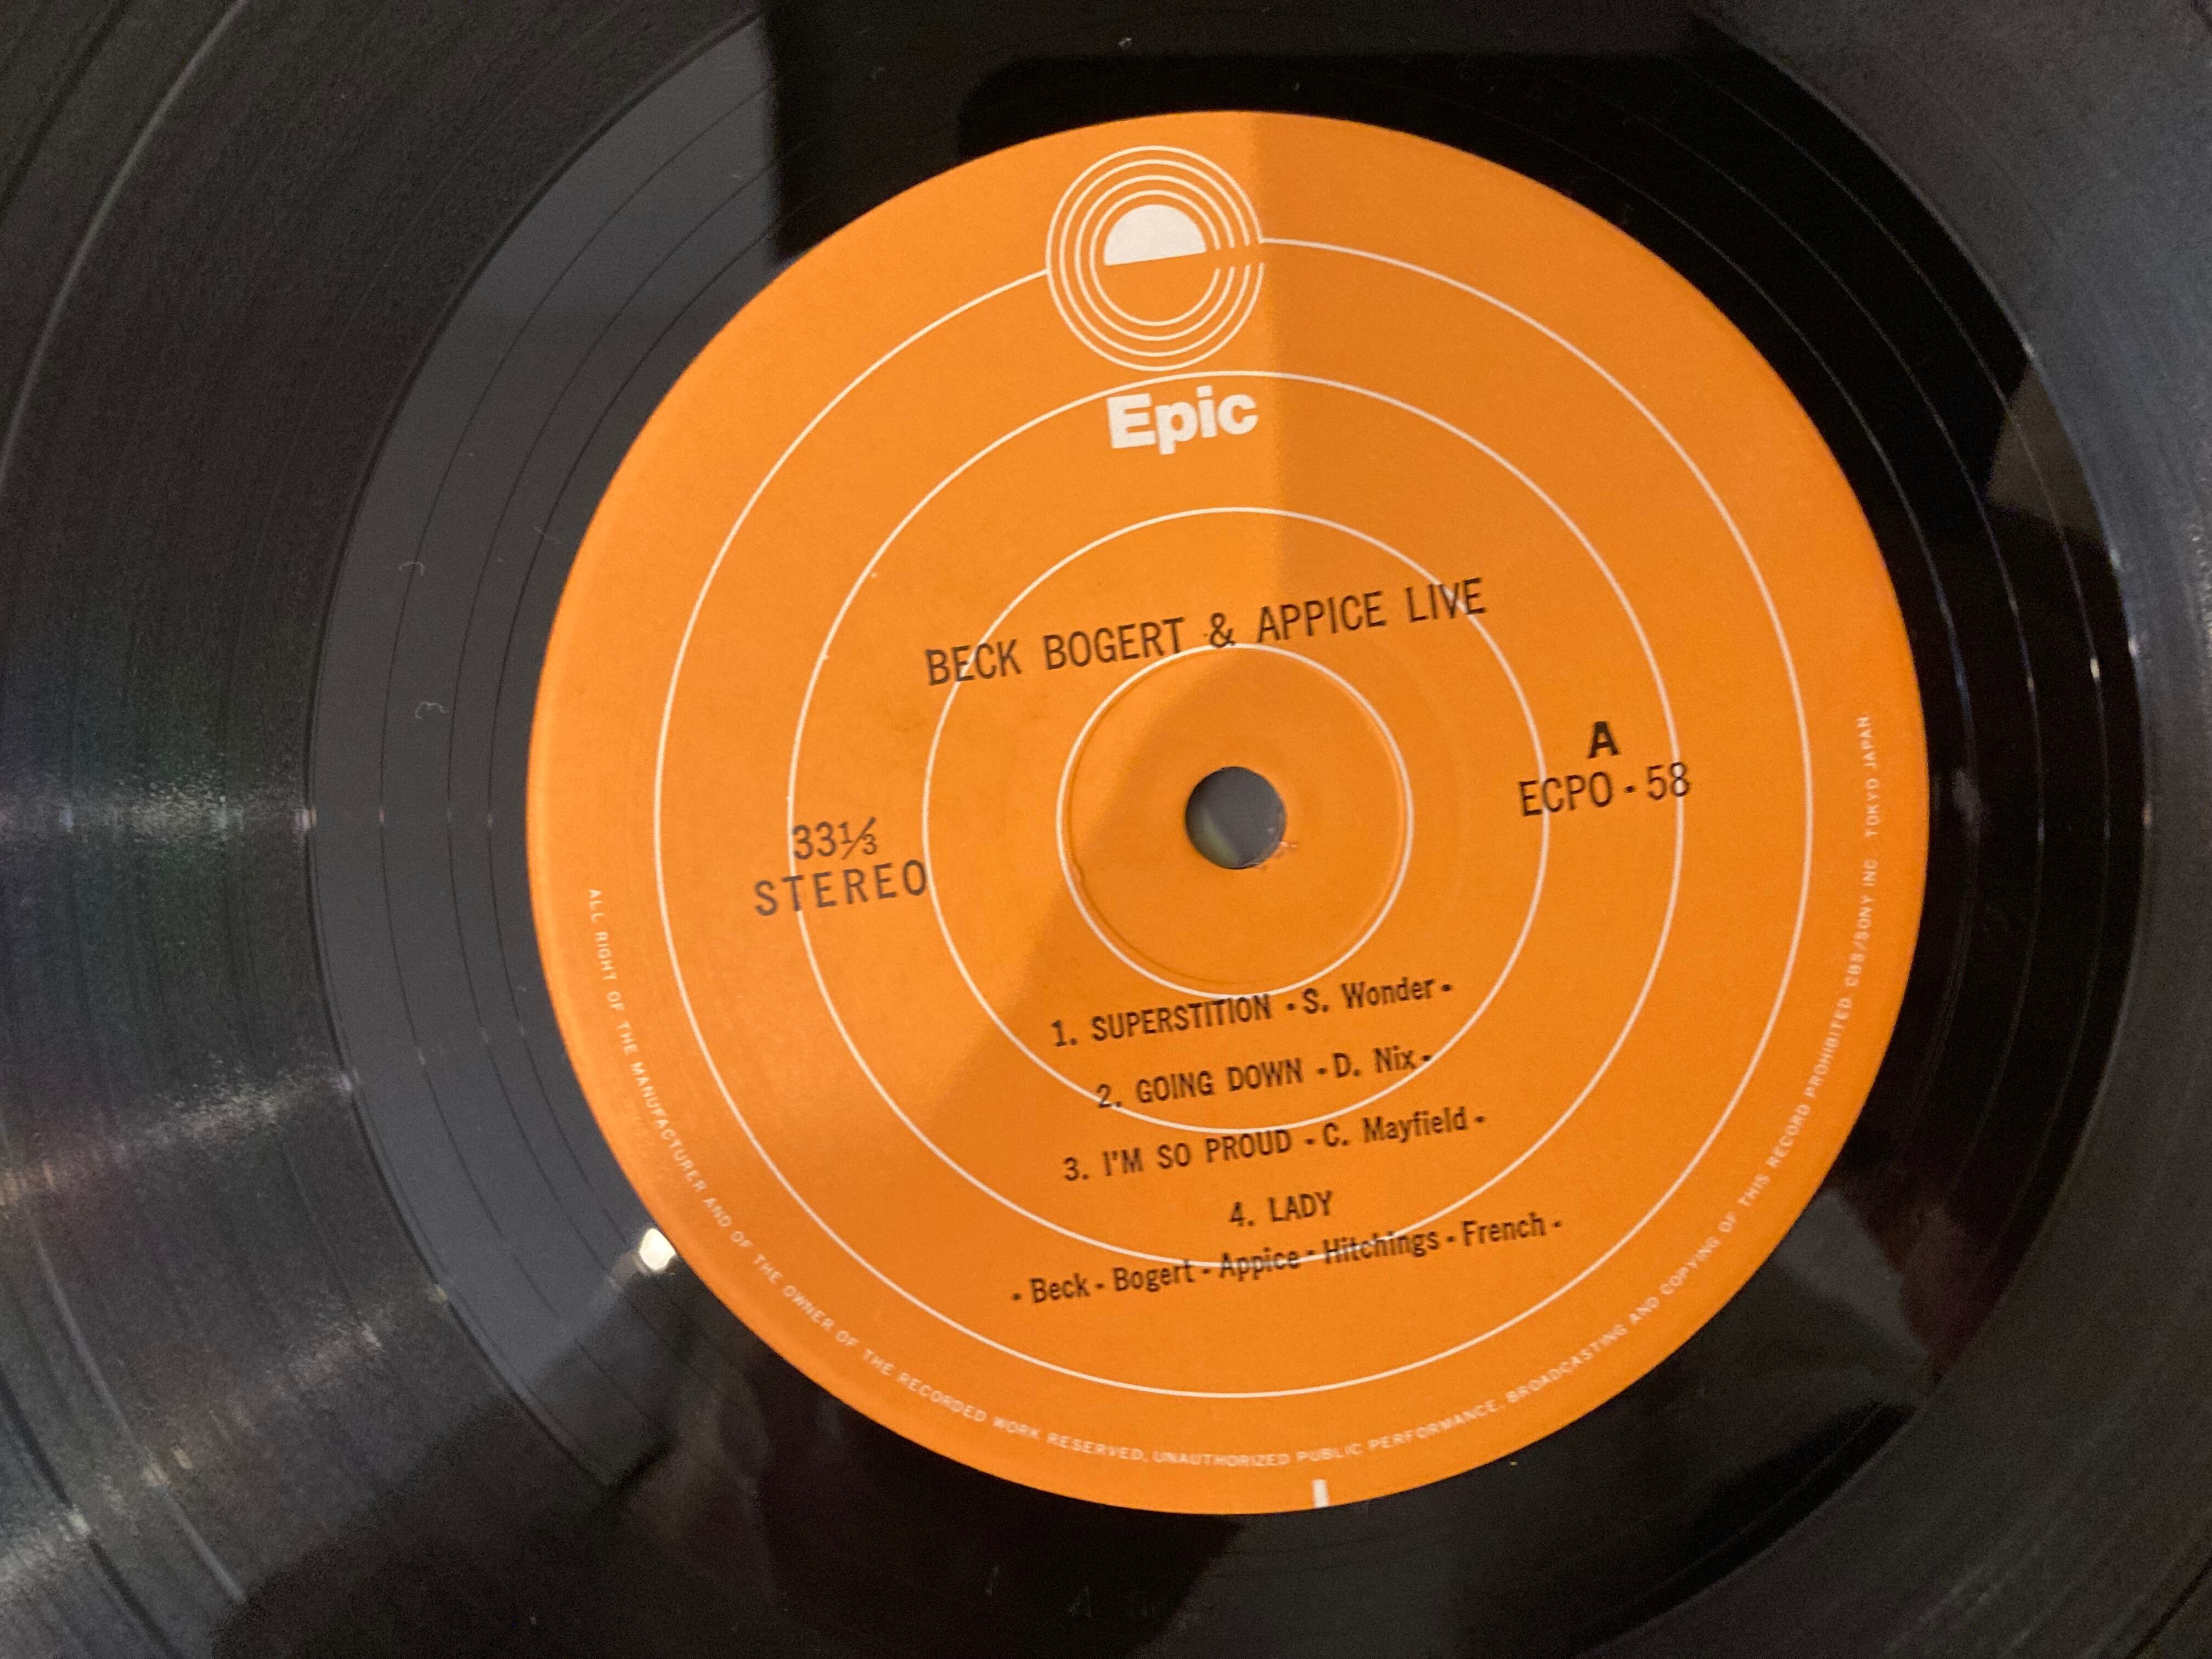 Epic
BECK BOGERT & APPICE LIVE
A
ECPO - 58
33⅓
STEREO
1. SUPERSTITION - S. Wonder -
2. GOING DOWN - D. Nix -
3. I'M SO PROUD - C. Mayfield -
4. LADY
- Beck - Bogert - Appice - Hitchings - French -
ALL RIGHT OF THE MANUFACTURER AND OF THE OWNER OF THE RECORDED WORK RESERVED, UNAUTHORIZED PUBLIC PERFORMANCE, BROADCASTING AND COPYING OF THIS RECORD PROHIBITED CBS/SONY INC. TOKYO JAPAN